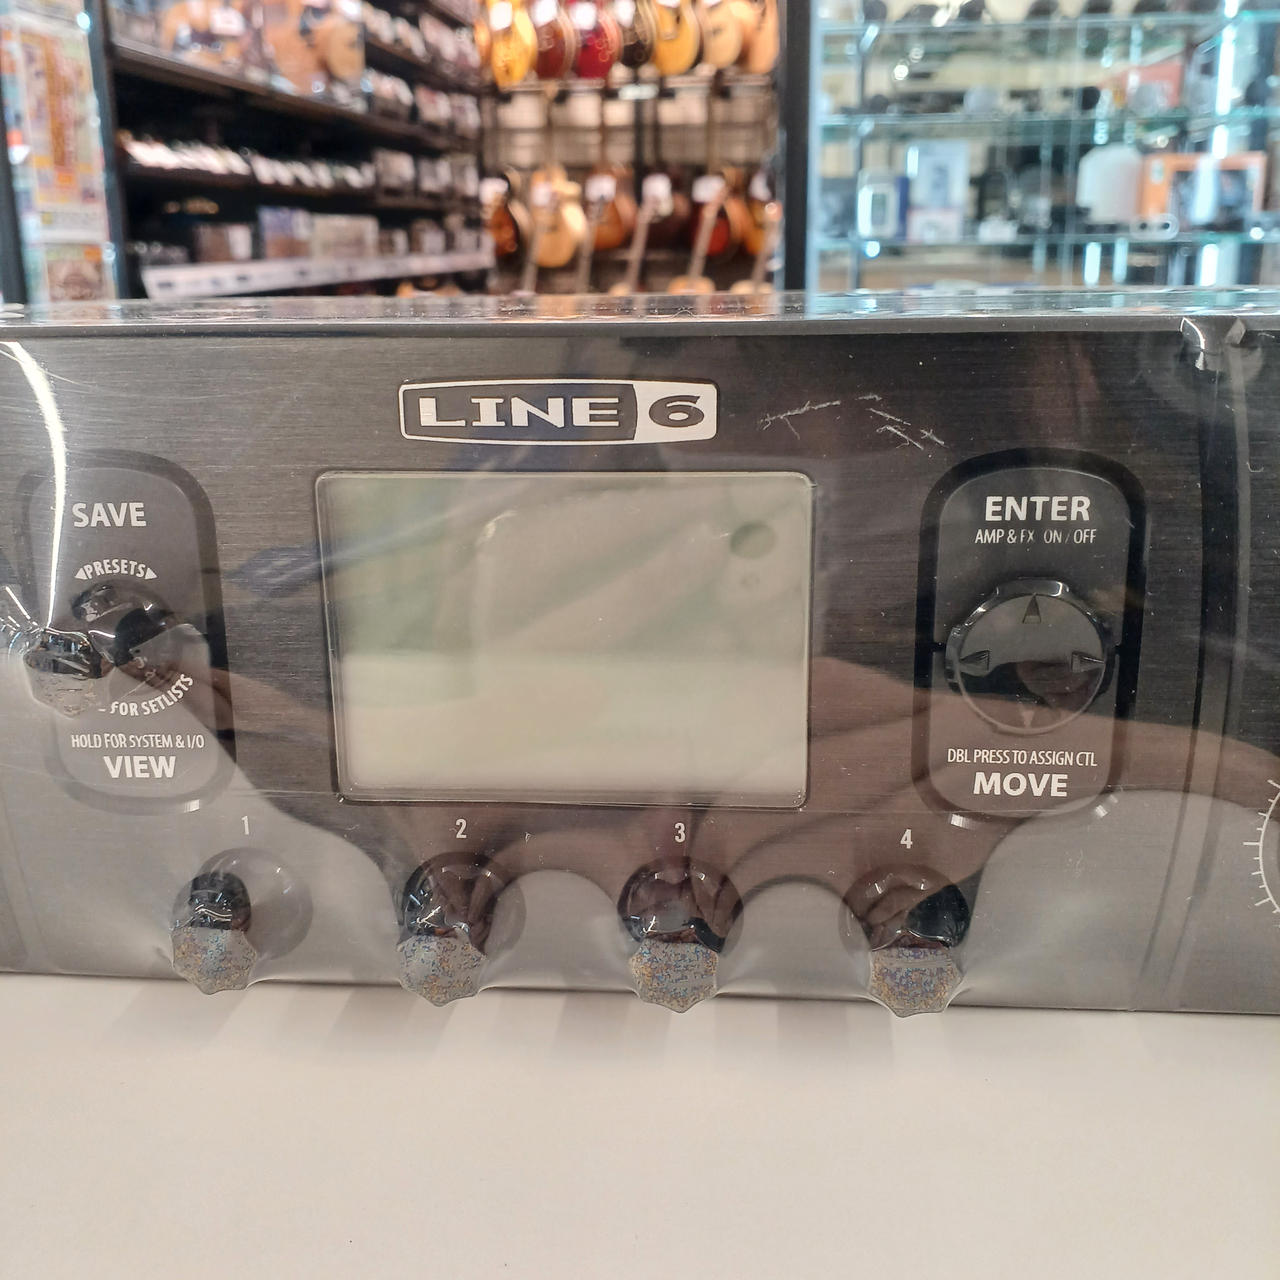 LINE 6
SAVE
PRESETS
FOR SETLISTS
HOLD FOR SYSTEM & I/O
VIEW
ENTER
AMP & FX ON / OFF
DBL PRESS TO ASSIGN CTL
MOVE
1
2
3
4